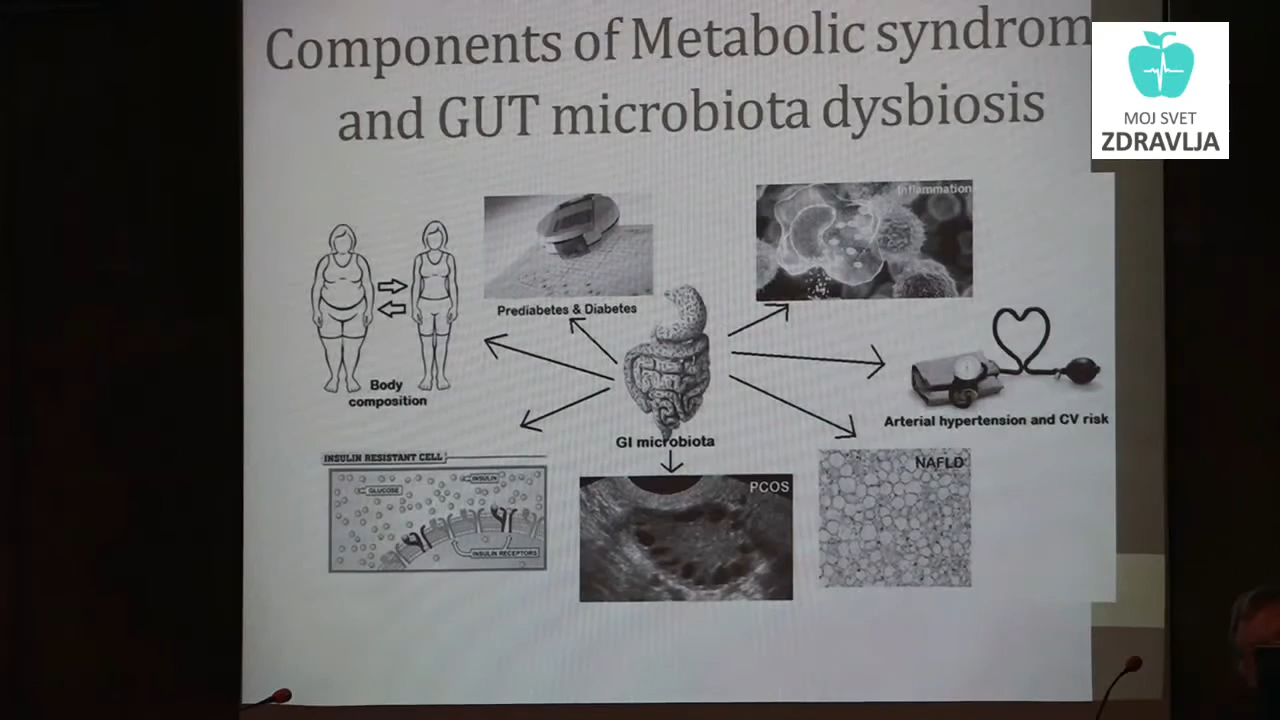 Components of Metabolic syndrom
and GUT microbiota dysbiosis
MOJ SVET
ZDRAVLJA
Inflammation
Prediabetes & Diabetes
Body
composition
Arterial hypertension and CV risk
GI microbiota
INSULIN RESISTANT CELL
INSULIN
GLUCOSE
INSULIN RECEPTORS
PCOS
NAFLD